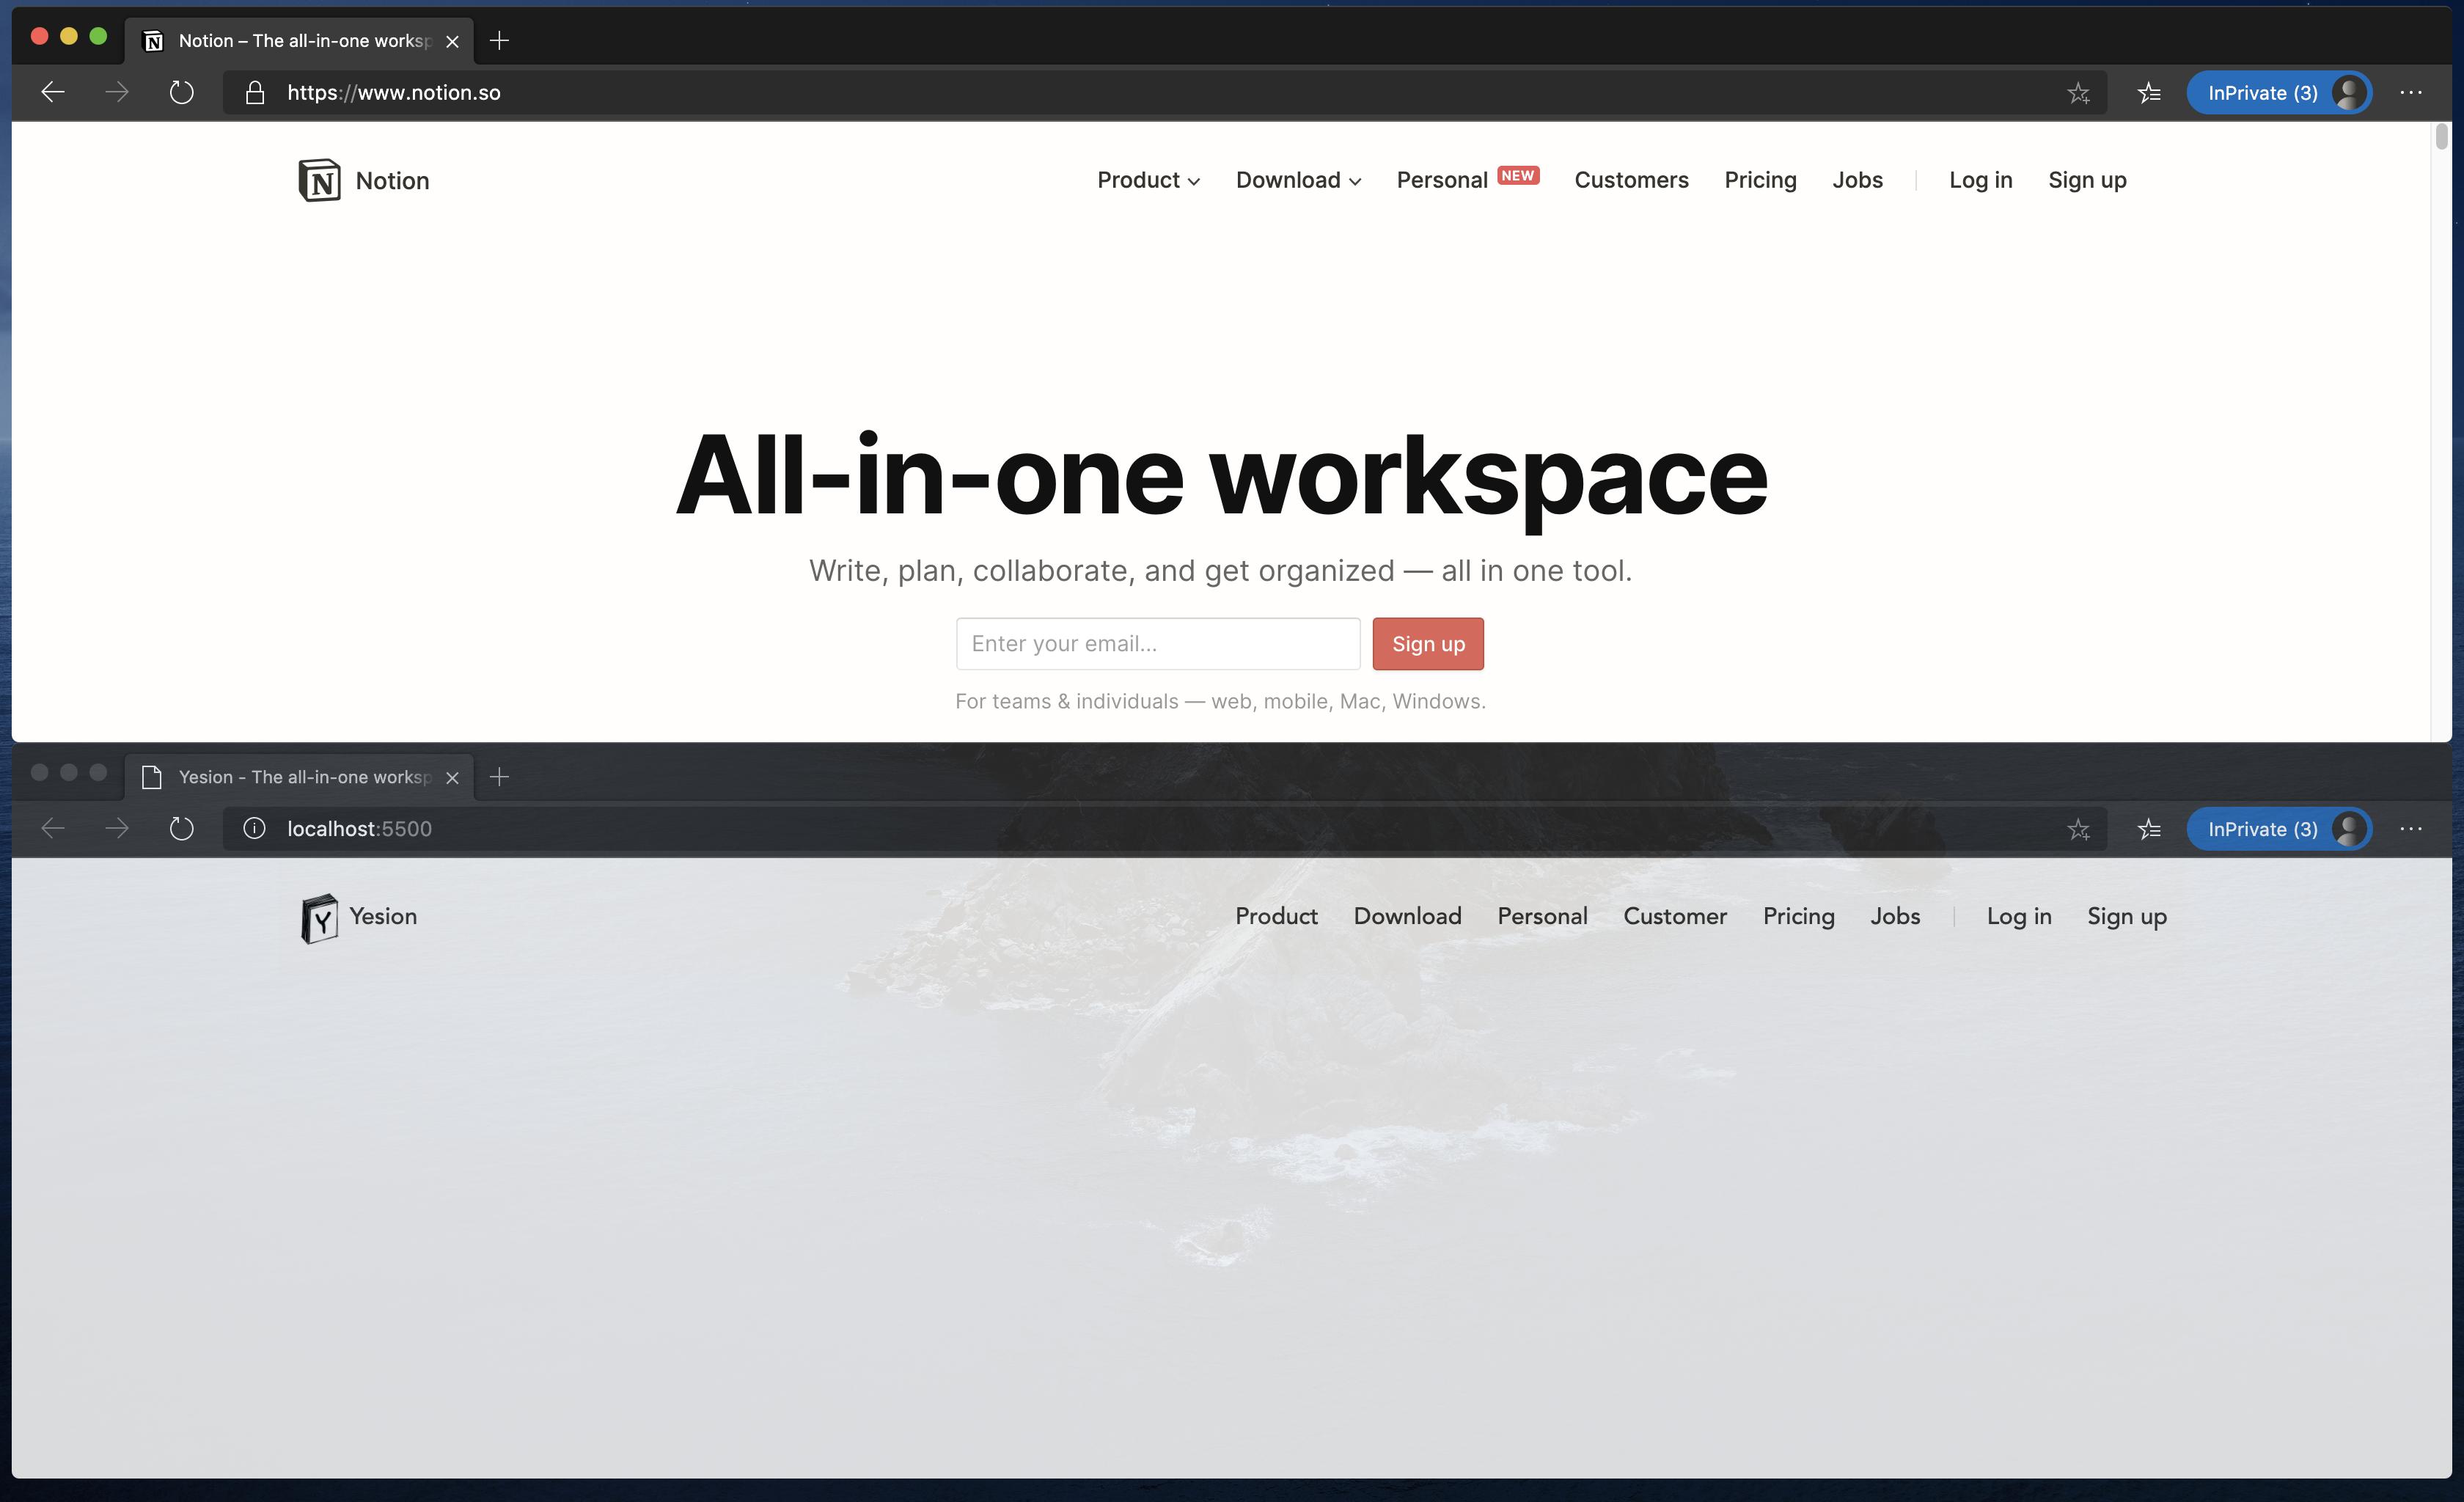 Notion – The all-in-one worksp
https://www.notion.so
InPrivate (3)
N Notion
Product Download Personal NEW Customers Pricing Jobs Log in Sign up
All-in-one workspace
Write, plan, collaborate, and get organized — all in one tool.
Enter your email... Sign up
For teams & individuals — web, mobile, Mac, Windows.
Yesion - The all-in-one worksp
localhost:5500
InPrivate (3)
Y Yesion
Product Download Personal Customer Pricing Jobs Log in Sign up